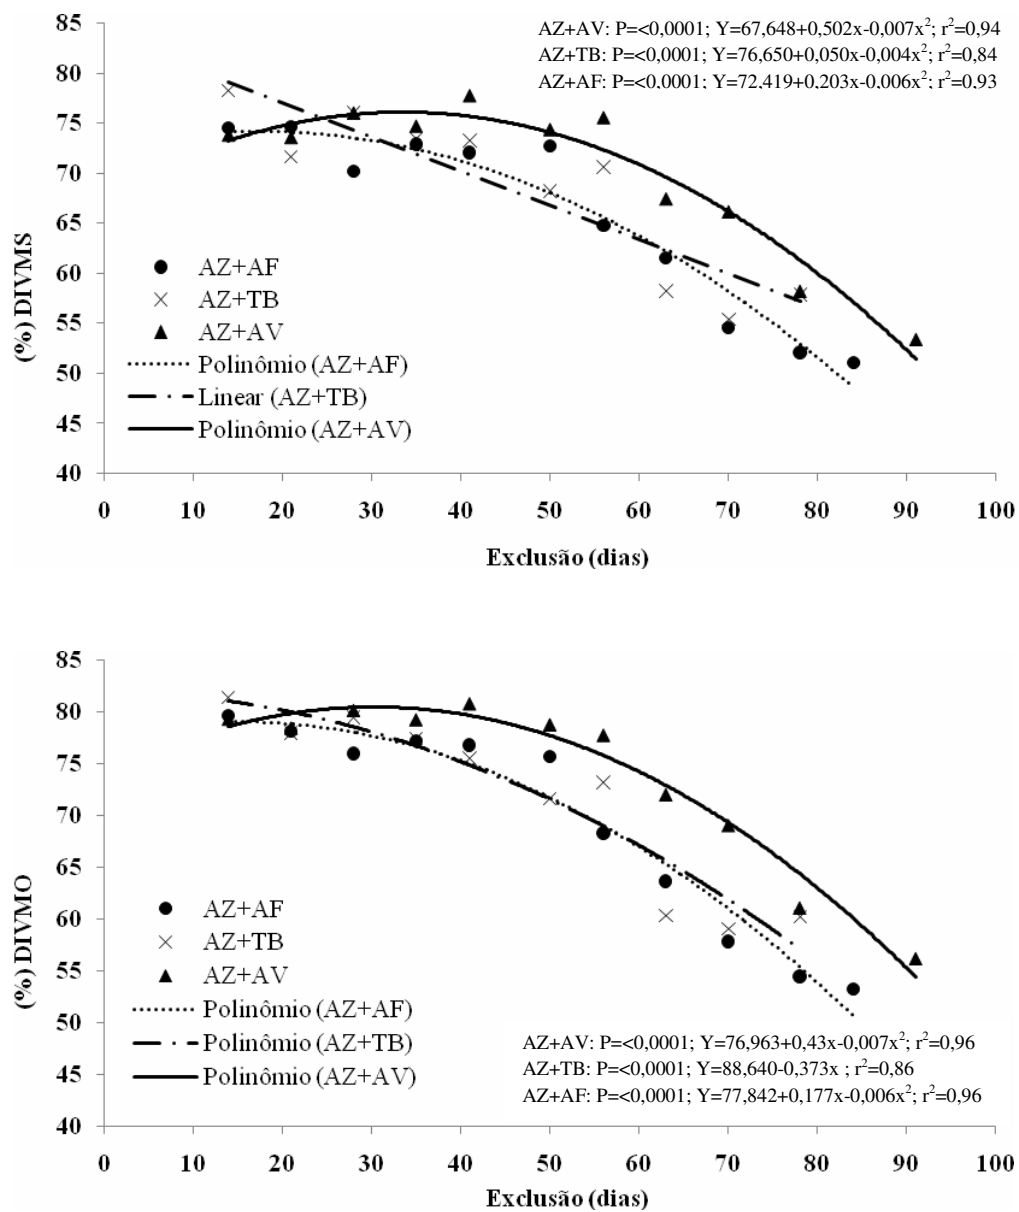 AZ+AV: P=<0,0001; Y=67,648+0,502x-0,007x²; r²=0,94
AZ+TB: P=<0,0001; Y=76,650+0,050x-0,004x²; r²=0,84
AZ+AF: P=<0,0001; Y=72,419+0,203x-0,006x²; r²=0,93
85
80
75
70
65
60
55
50
45
40
(%) DIVMS
AZ+AF
AZ+TB
AZ+AV
Polinômio (AZ+AF)
Linear (AZ+TB)
Polinômio (AZ+AV)
0 10 20 30 40 50 60 70 80 90 100
Exclusão (dias)
85
80
75
70
65
60
55
50
45
40
(%) DIVMO
AZ+AF
AZ+TB
AZ+AV
Polinômio (AZ+AF)
Polinômio (AZ+TB)
Polinômio (AZ+AV)
AZ+AV: P=<0,0001; Y=76,963+0,43x-0,007x²; r²=0,96
AZ+TB: P=<0,0001; Y=88,640-0,373x ; r²=0,86
AZ+AF: P=<0,0001; Y=77,842+0,177x-0,006x²; r²=0,96
0 10 20 30 40 50 60 70 80 90 100
Exclusão (dias)